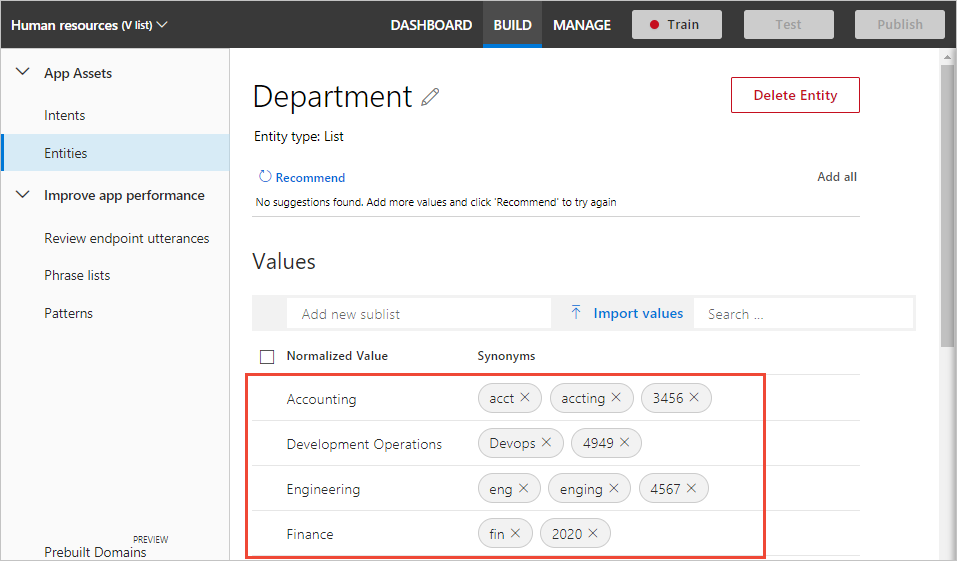 Human resources (V list) DASHBOARD BUILD MANAGE Train Test Publish
App Assets
Intents
Entities
Improve app performance
Review endpoint utterances
Phrase lists
Patterns
PREVIEW
Prebuilt Domains
Department
Delete Entity
Entity type: List
Recommend Add all
No suggestions found. Add more values and click 'Recommend' to try again
Values
Add new sublist Import values Search ...
Normalized Value Synonyms
Accounting acct accting 3456
Development Operations Devops 4949
Engineering eng enging 4567
Finance fin 2020